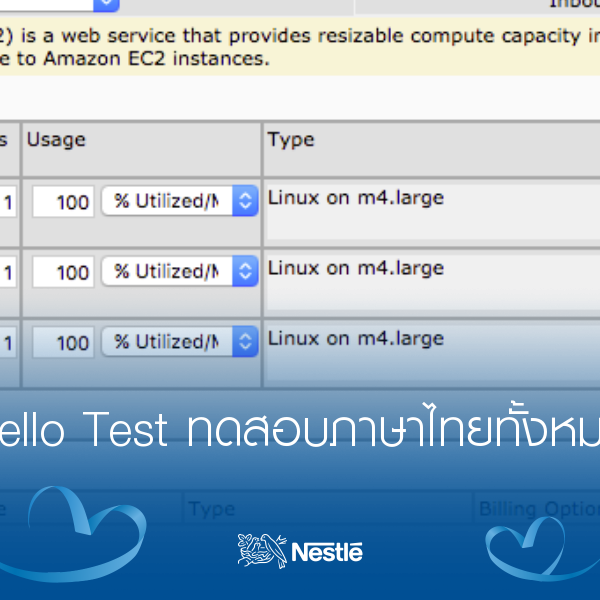 Inbou
2) is a web service that provides resizable compute capacity in
e to Amazon EC2 instances.
s Usage Type
1 100 % Utilized/M Linux on m4.large
1 100 % Utilized/M Linux on m4.large
1 100 % Utilized/M Linux on m4.large
ello Test ทดสอบภาษาไทยทั้งหม
e Type Billing Option
Nestlé